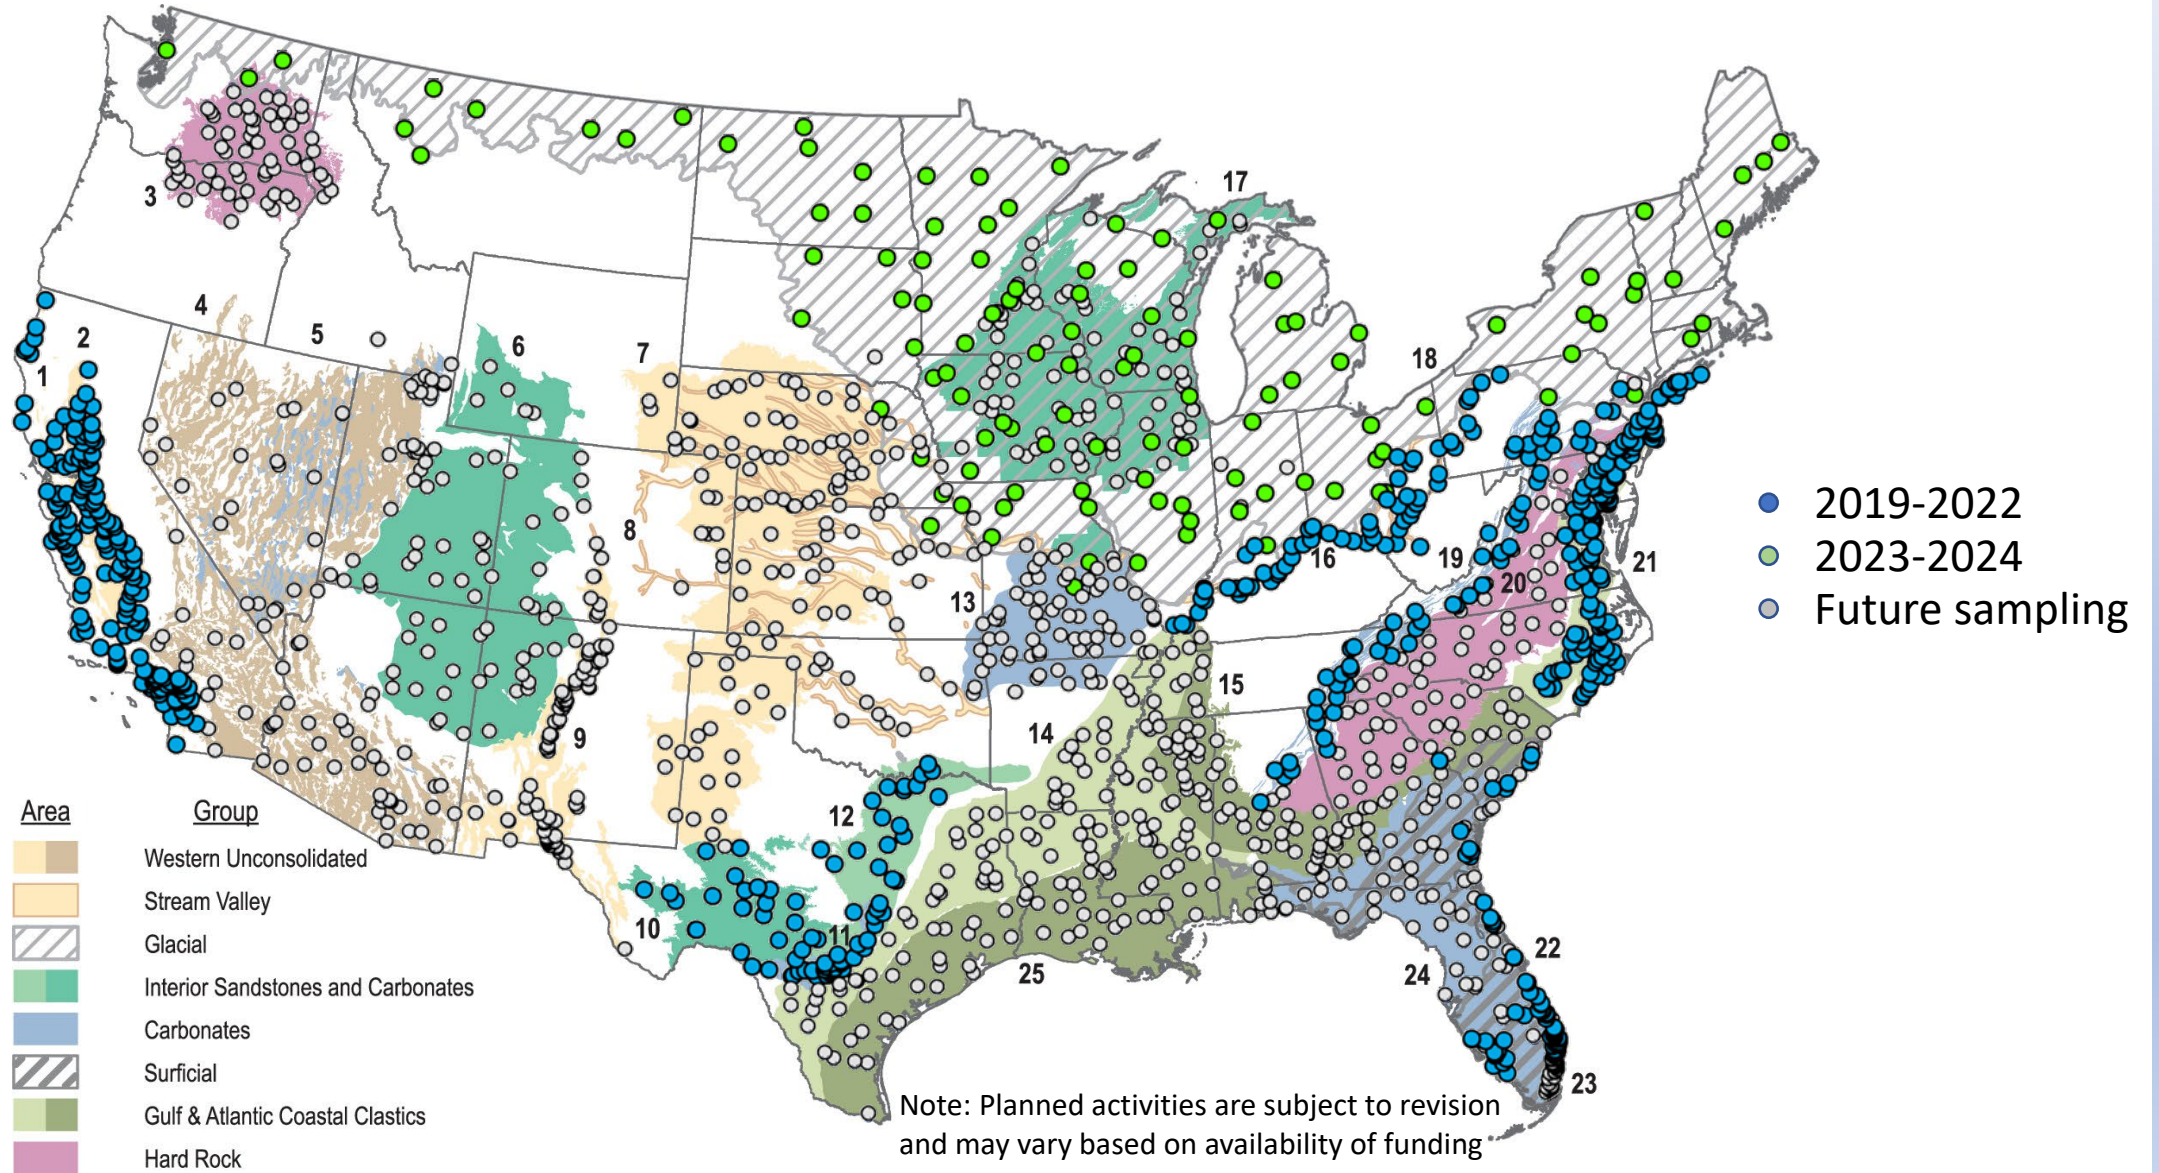 17
3
4
2
5
6
7
1
18
8
16
19
21
20
13
15
14
9
12
11
10
22
25
24
23
2019-2022
2023-2024
Future sampling
Area Group
Western Unconsolidated
Stream Valley
Glacial
Interior Sandstones and Carbonates
Carbonates
Surficial
Gulf & Atlantic Coastal Clastics
Hard Rock
Note: Planned activities are subject to revision
and may vary based on availability of funding